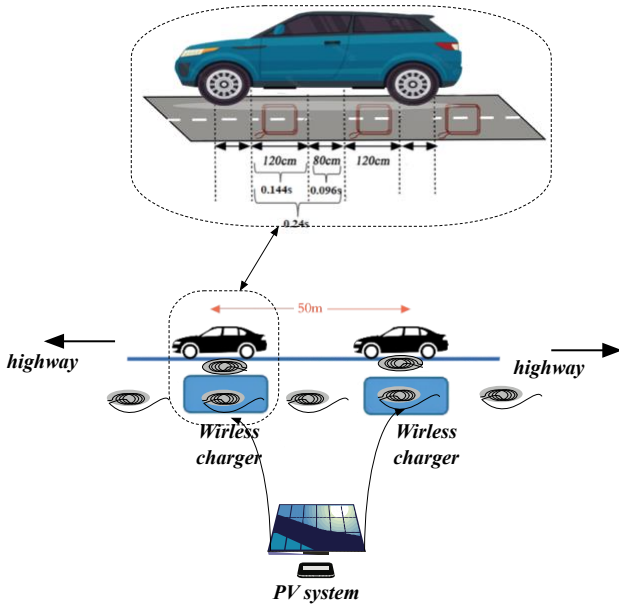 120cm 80cm 120cm
0.144s 0.096s
0.24s
50m
highway
highway
Wirless
charger
Wirless
charger
PV system